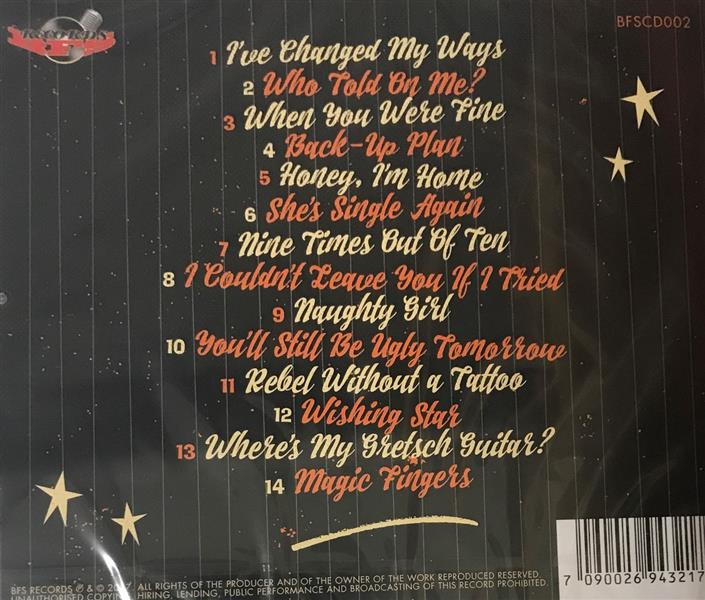 RECORDS
BFSCD002
1 I've Changed My Ways
2 Who Told On Me?
3 When You Were Fine
4 Back-Up Plan
5 Honey, I'm Home
6 She's Single Again
7 Nine Times Out Of Ten
8 I Couldn't Leave You If I Tried
9 Naughty Girl
10 You'll Still Be Ugly Tomorrow
11 Rebel Without a Tattoo
12 Wishing Star
13 Where's My Gretsch Guitar?
14 Magic Fingers
BFS RECORDS ℗ & © ALL RIGHTS OF THE PRODUCER AND OF THE OWNER OF THE WORK REPRODUCED RESERVED.
UNAUTHORISED COPYING, HIRING, LENDING, PUBLIC PERFORMANCE AND BROADCASTING OF THIS RECORD PROHIBITED.
7 090026 943217